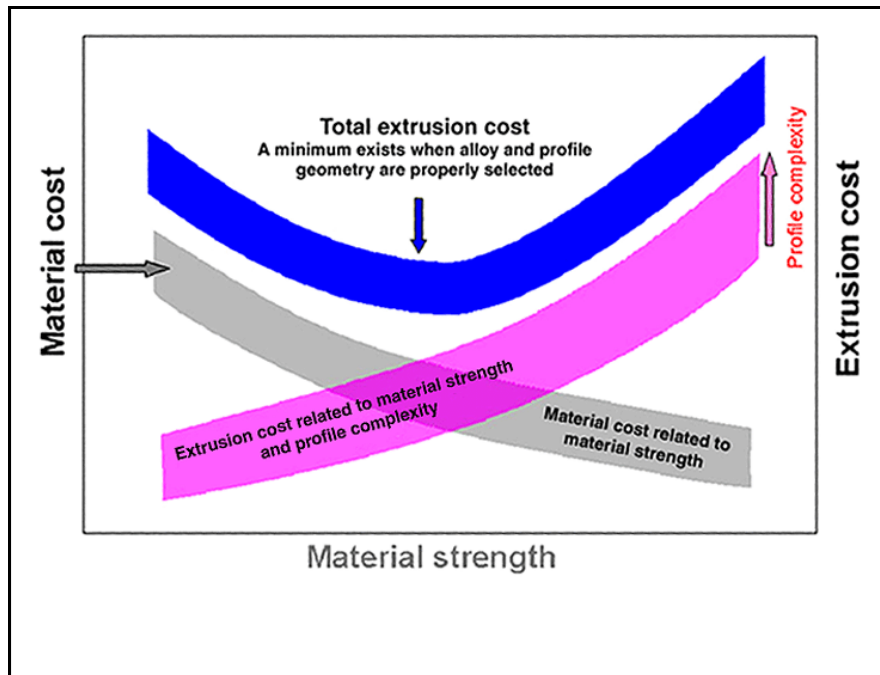 Total extrusion cost
A minimum exists when alloy and profile
geometry are properly selected
Material cost
Profile complexity
Extrusion cost
Extrusion cost related to material strength
and profile complexity
Material cost related to
material strength
Material strength